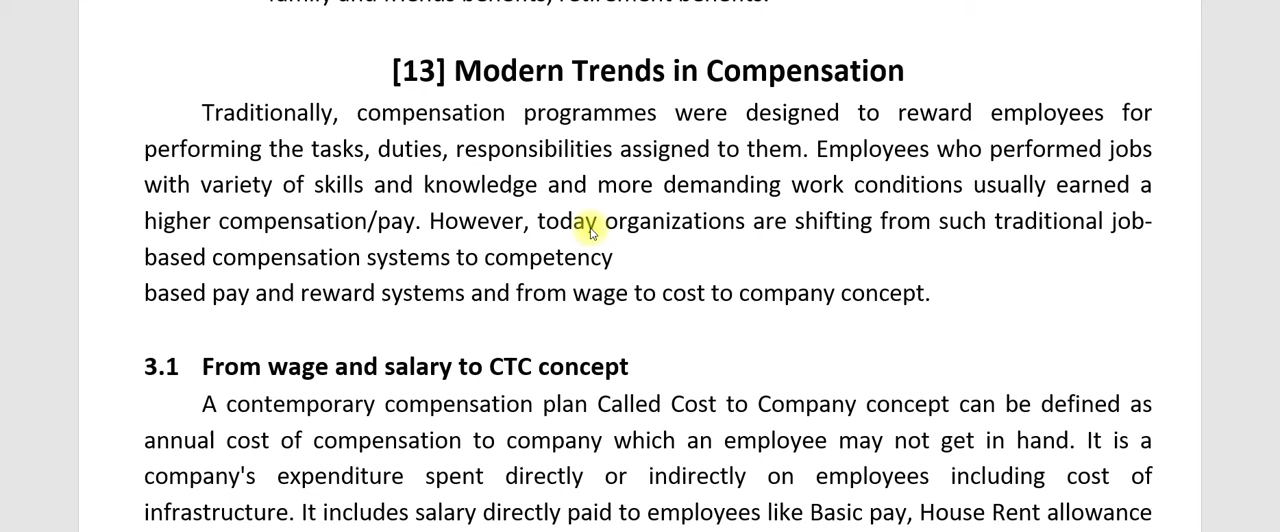 family and friends benefits, retirement benefits.
[13] Modern Trends in Compensation
Traditionally, compensation programmes were designed to reward employees for
performing the tasks, duties, responsibilities assigned to them. Employees who performed jobs
with variety of skills and knowledge and more demanding work conditions usually earned a
higher compensation/pay. However, today organizations are shifting from such traditional job-
based compensation systems to competency
based pay and reward systems and from wage to cost to company concept.
3.1 From wage and salary to CTC concept
A contemporary compensation plan Called Cost to Company concept can be defined as
annual cost of compensation to company which an employee may not get in hand. It is a
company's expenditure spent directly or indirectly on employees including cost of
infrastructure. It includes salary directly paid to employees like Basic pay, House Rent allowance